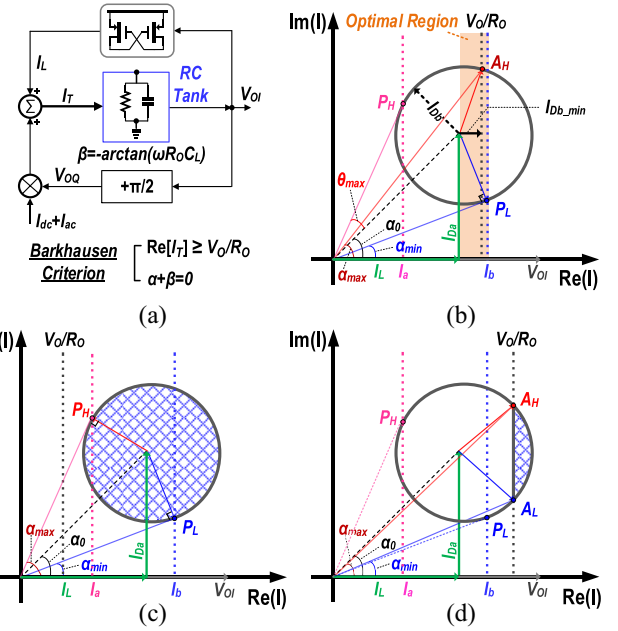 I_L
RC
Tank
Σ
I_T
V_OI
β=-arctan(ωR_OC_L)
V_OQ
+π/2
I_dc+I_ac
Barkhausen
Criterion
Re[I_T] ≥ V_O/R_O
α+β=0
(a)
Im(I)
Optimal Region
V_O/R_O
A_H
P_H
I_Db
I_Db_min
θ_max
P_L
α_0
α_min
α_max
I_Da
I_L
I_a
I_b
V_OI
Re(I)
(b)
(I)
V_O/R_O
P_H
α_max
α_0
α_min
I_Da
P_L
I_L
I_a
I_b
V_OI
Re(I)
(c)
Im(I)
V_O/R_O
A_H
P_H
A_L
P_L
α_max
α_0
α_min
I_Da
I_L
I_a
I_b
V_OI
Re(I)
(d)